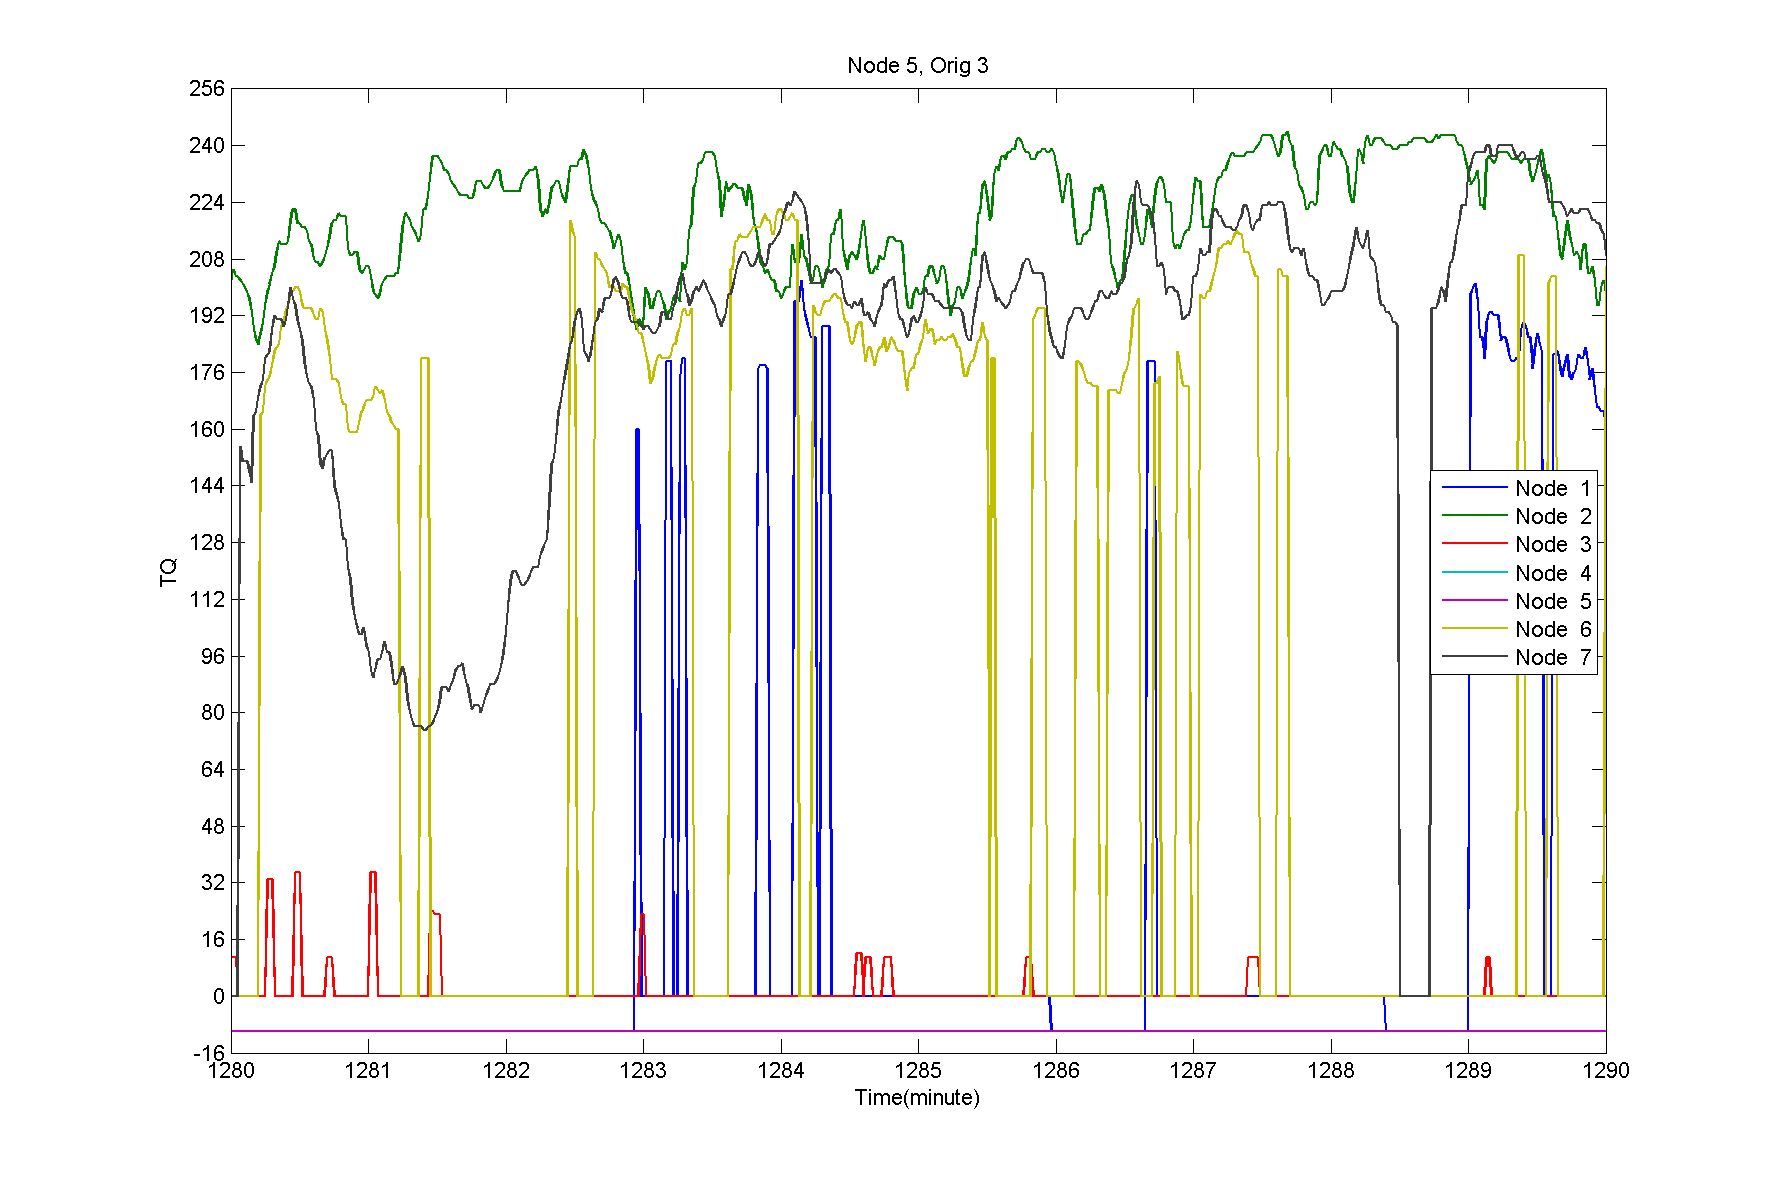 Node 5, Orig 3
256
240
224
208
192
176
160
144
128
112
96
80
64
48
32
16
0
-16
TQ
1280 1281 1282 1283 1284 1285 1286 1287 1288 1289 1290
Time(minute)
Node 1
Node 2
Node 3
Node 4
Node 5
Node 6
Node 7